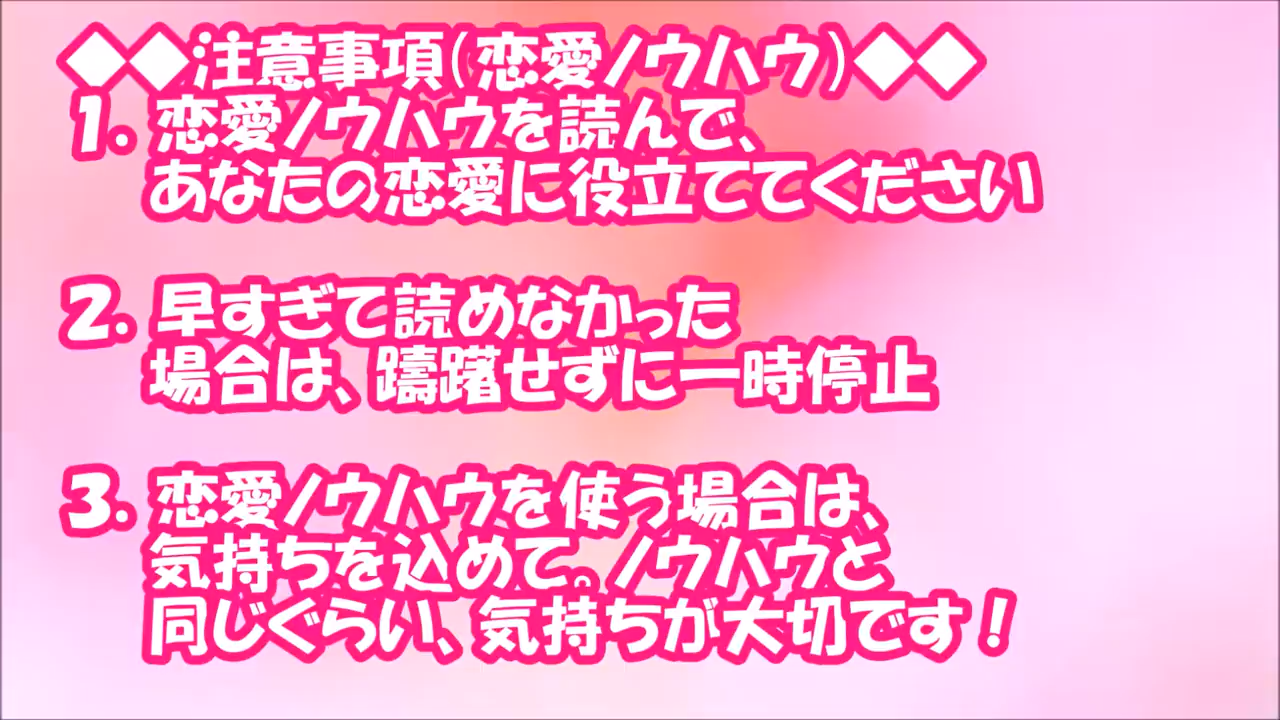 ◆◆注意事項(恋愛ノウハウ)◆◆
1. 恋愛ノウハウを読んで、
あなたの恋愛に役立ててください
2. 早すぎて読めなかった
場合は、躊躇せずに一時停止
3. 恋愛ノウハウを使う場合は、
気持ちを込めて。ノウハウと
同じぐらい、気持ちが大切です!